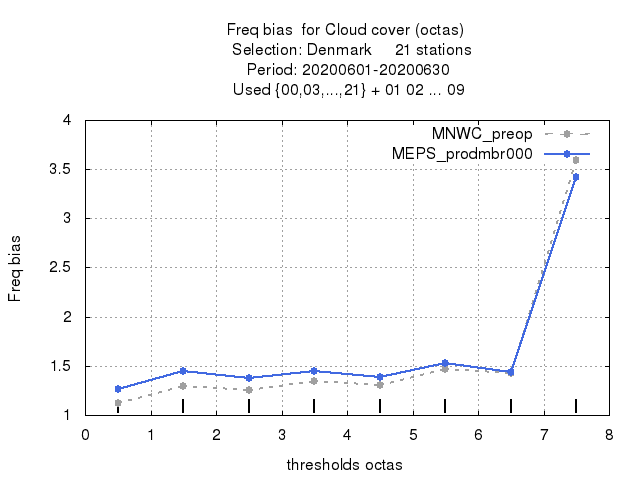 Freq bias  for Cloud cover (octas)
Selection: Denmark     21 stations
Period: 20200601-20200630
Used {00,03,...,21} + 01 02 ... 09
MNWC_preop
MEPS_prodmbr000
4
3.5
3
2.5
2
1.5
1
Freq bias
0 1 2 3 4 5 6 7 8
thresholds octas